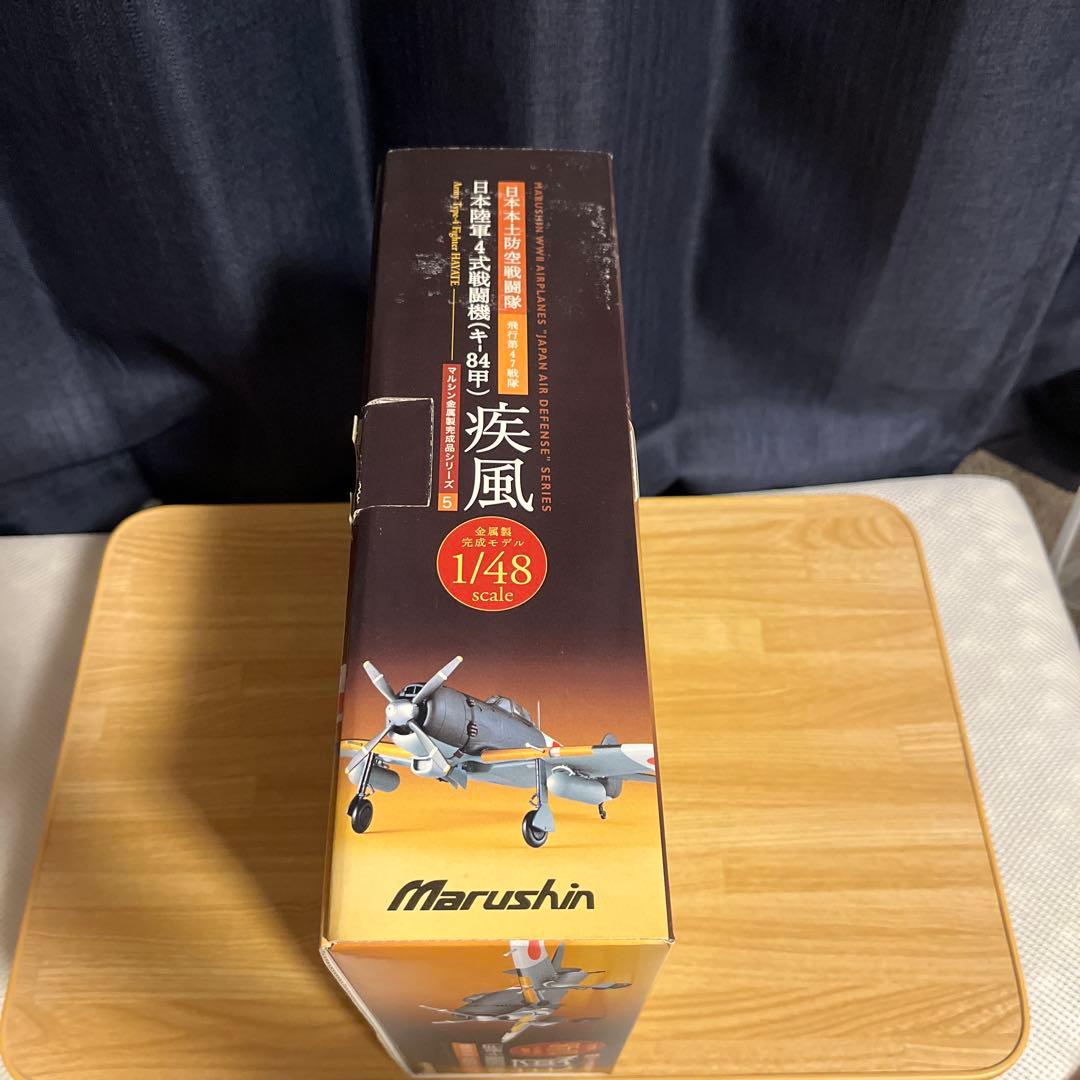 MARUSHIN WWII AIRPLANES "JAPAN AIR DEFENSE" SERIES
日本本土防空戦闘隊 飛行第47戦隊
日本陸軍4式戦闘機(キ-84甲)
疾風
Army Type-4 Fighter HAYATE
マルシン金属製完成品シリーズ 5
金属製
完成モデル
1/48
scale
Marushin